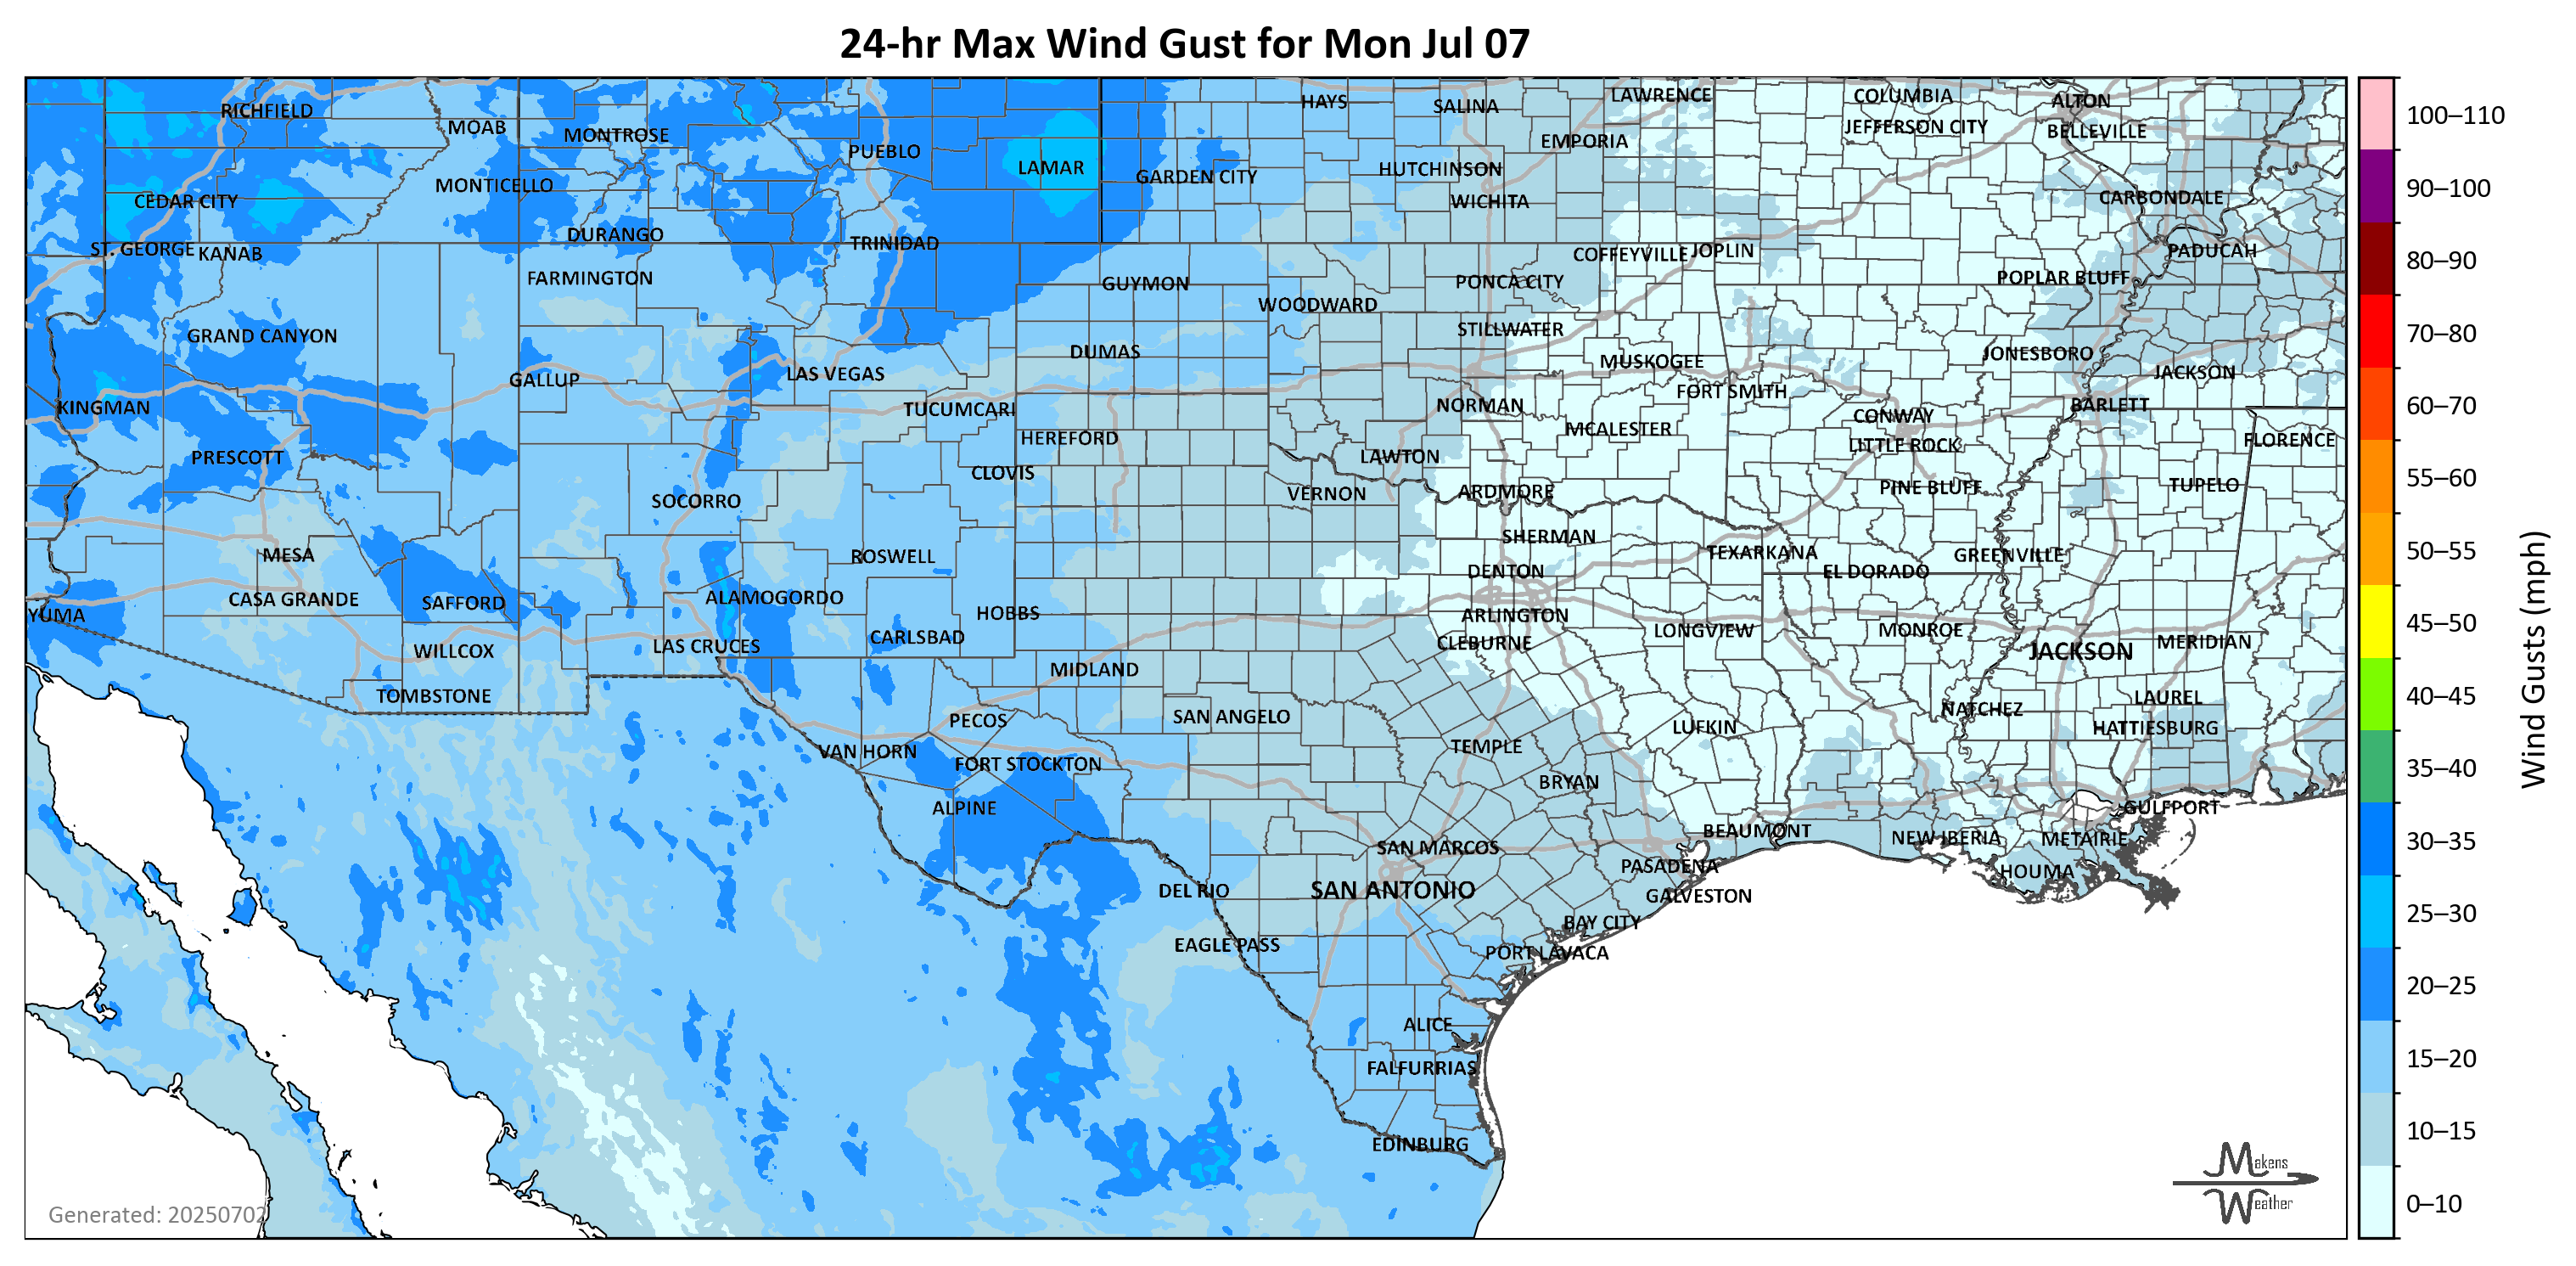 24-hr Max Wind Gust for Mon Jul 07
RICHFIELD
MOAB
MONTROSE
PUEBLO
LAMAR
HAYS
SALINA
LAWRENCE
COLUMBIA
ALTON
JEFFERSON CITY
BELLEVILLE
EMPORIA
GARDEN CITY
HUTCHINSON
WICHITA
MONTICELLO
CEDAR CITY
CARBONDALE
DURANGO
TRINIDAD
ST. GEORGE
KANAB
FARMINGTON
GUYMON
COFFEYVILLE
JOPLIN
PADUCAH
PONCA CITY
POPLAR BLUFF
WOODWARD
GRAND CANYON
STILLWATER
DUMAS
MUSKOGEE
JONESBORO
GALLUP
LAS VEGAS
JACKSON
FORT SMITH
KINGMAN
TUCUMCARI
NORMAN
BARLETT
CONWAY
HEREFORD
MCALESTER
LITTLE ROCK
FLORENCE
PRESCOTT
LAWTON
CLOVIS
SOCORRO
VERNON
ARDMORE
PINE BLUFF
TUPELO
MESA
ROSWELL
SHERMAN
TEXARKANA
GREENVILLE
DENTON
EL DORADO
CASA GRANDE
SAFFORD
ALAMOGORDO
YUMA
HOBBS
ARLINGTON
WILLCOX
LAS CRUCES
CARLSBAD
CLEBURNE
LONGVIEW
MONROE
JACKSON
MERIDIAN
MIDLAND
TOMBSTONE
LAUREL
PECOS
SAN ANGELO
NATCHEZ
HATTIESBURG
LUFKIN
VAN HORN
FORT STOCKTON
TEMPLE
BRYAN
ALPINE
GULFPORT
BEAUMONT
NEW IBERIA
METAIRIE
SAN MARCOS
PASADENA
HOUMA
DEL RIO
SAN ANTONIO
GALVESTON
BAY CITY
EAGLE PASS
PORT LAVACA
ALICE
FALFURRIAS
EDINBURG
Generated: 20250702
Makens
Weather
100–110
90–100
80–90
70–80
60–70
55–60
50–55
45–50
40–45
35–40
30–35
25–30
20–25
15–20
10–15
0–10
Wind Gusts (mph)